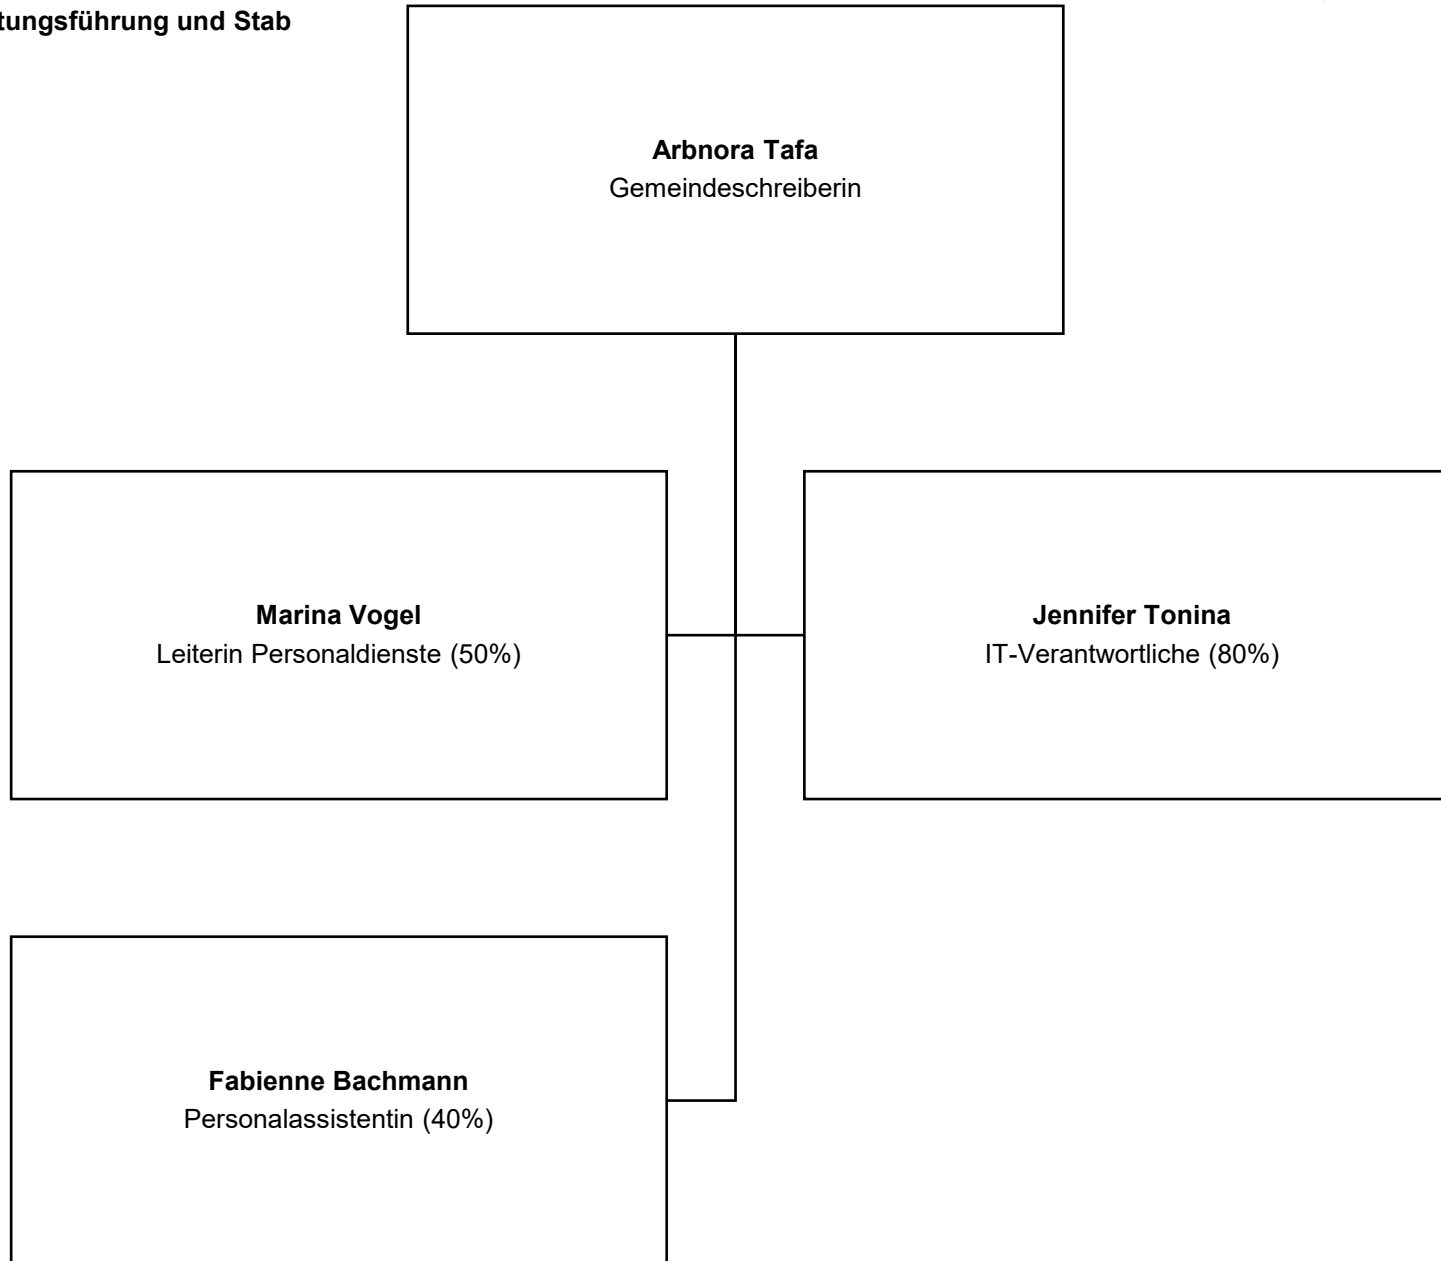 tungsführung und Stab
Arbnora Tafa
Gemeindeschreiberin
Marina Vogel
Leiterin Personaldienste (50%)
Jennifer Tonina
IT-Verantwortliche (80%)
Fabienne Bachmann
Personalassistentin (40%)